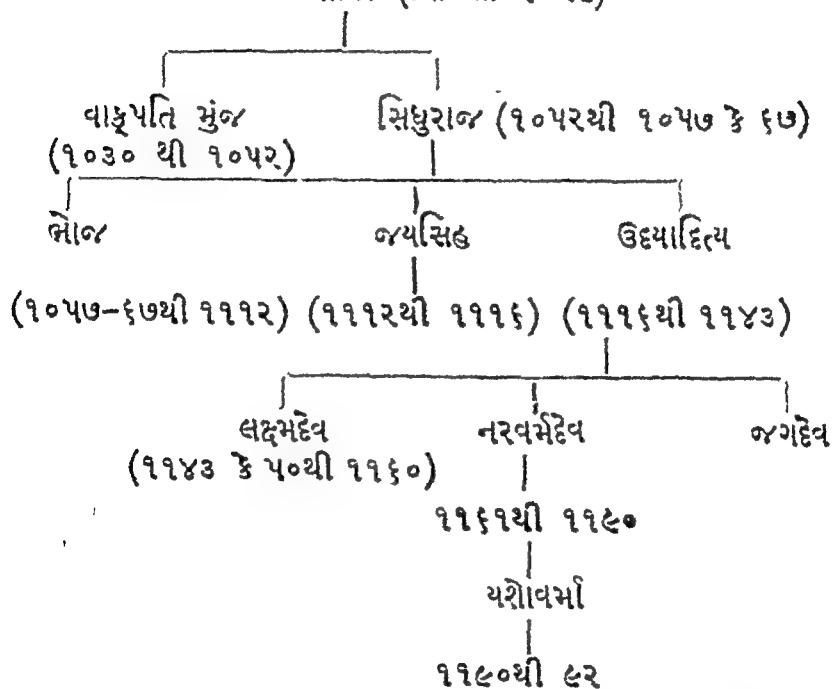 વાક્પતિ મુંજ સિંધુરાજ (૧૦૫૨થી ૧૦૫૭ કે ૬૭)
(૧૦૩૦ થી ૧૦૫૨)
ભોજ જયસિંહ ઉદયાદિત્ય
(૧૦૫૭-૬૭થી ૧૧૧૨) (૧૧૧૨થી ૧૧૧૬) (૧૧૧૬થી ૧૧૪૩)
લક્ષ્મદેવ નરવર્મદેવ જગદેવ
(૧૧૪૩ કે ૫૦થી ૧૧૬૦)
૧૧૬૧થી ૧૧૯૦
યશોવર્મા
૧૧૯૦થી ૯૨